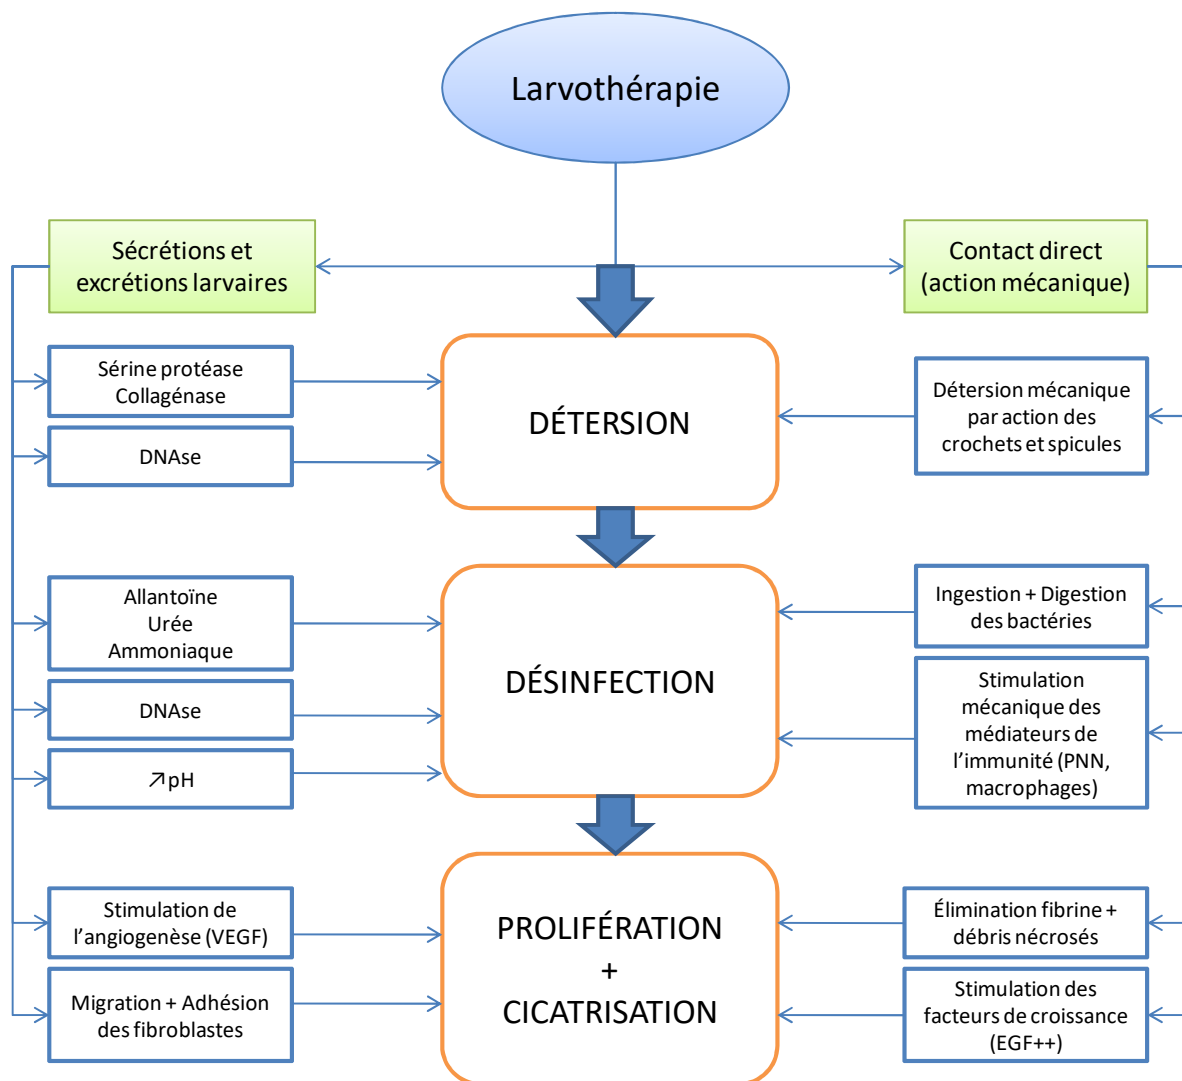 Larvothérapie
Sécrétions et
excrétions larvaires
Contact direct
(action mécanique)
Sérine protéase
Collagénase
DNAse
DÉTERSION
Détersion mécanique
par action des
crochets et spicules
Allantoïne
Urée
Ammoniaque
DNAse
↗pH
DÉSINFECTION
Ingestion + Digestion
des bactéries
Stimulation
mécanique des
médiateurs de
l'immunité (PNN,
macrophages)
Stimulation de
l'angiogenèse (VEGF)
Migration + Adhésion
des fibroblastes
PROLIFÉRATION
+
CICATRISATION
Élimination fibrine +
débris nécrosés
Stimulation des
facteurs de croissance
(EGF++)